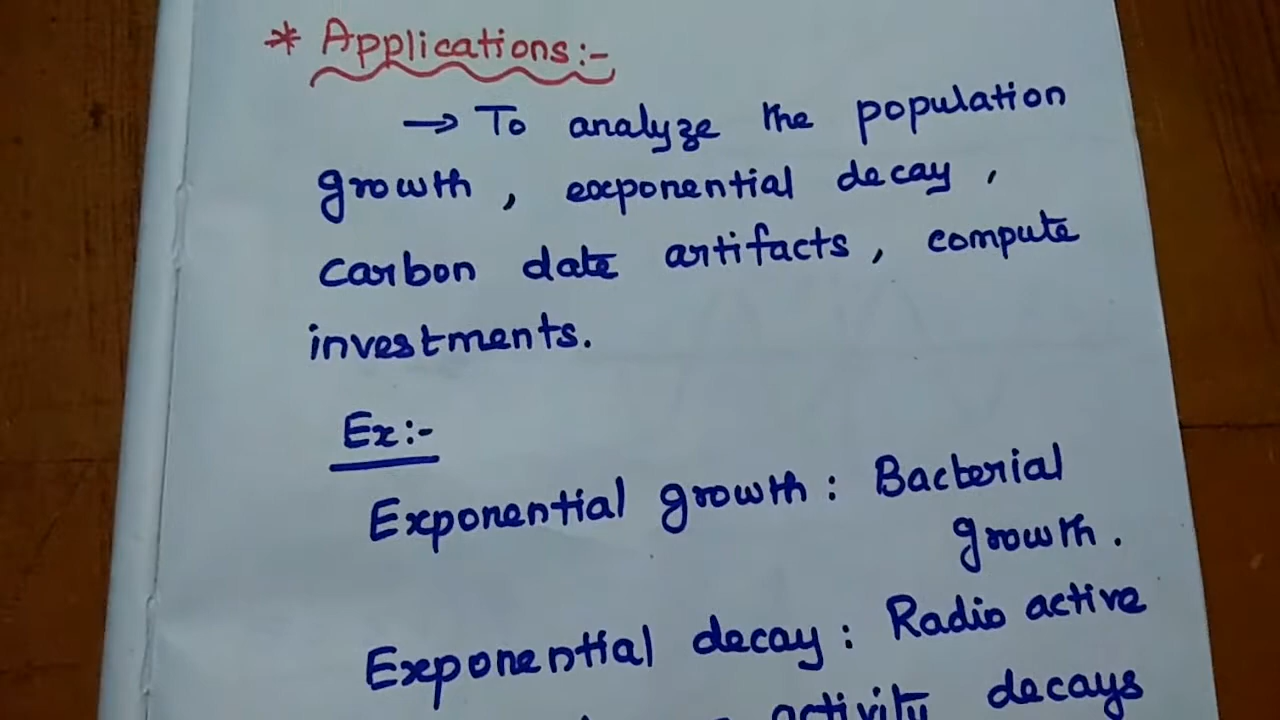 * Applications:-
→ To analyze the population
growth, exponential decay,
carbon date artifacts, compute
investments.
Ex:-
Exponential growth: Bacterial
growth.
Exponential decay: Radio active
activity decays